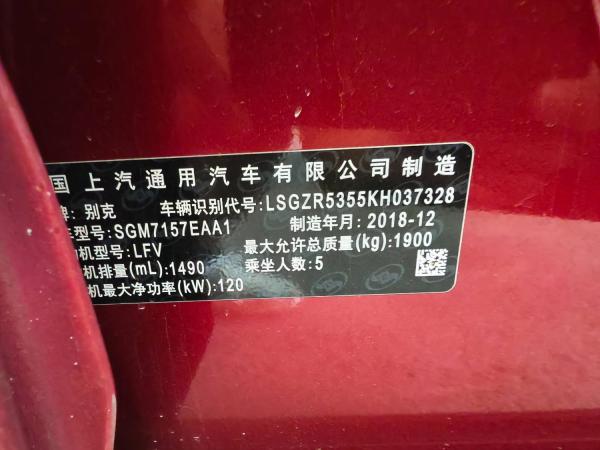 国 上汽通用汽车有限公司制造
牌: 别克 车辆识别代号:LSGZR5355KH037328
型号:SGM7157EAA1 制造年月:2018-12
机型号:LFV 最大允许总质量(kg):1900
机排量(mL):1490 乘坐人数:5
机最大净功率(kW):120